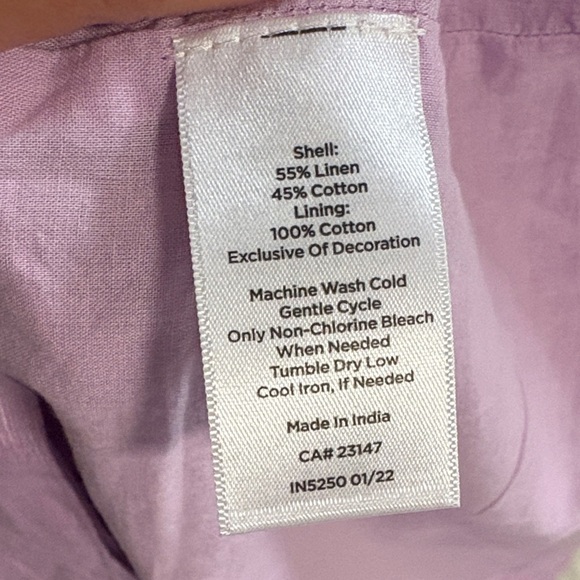 Shell:
55% Linen
45% Cotton
Lining:
100% Cotton
Exclusive Of Decoration
Machine Wash Cold
Gentle Cycle
Only Non-Chlorine Bleach
When Needed
Tumble Dry Low
Cool Iron, If Needed
Made In India
CA# 23147
IN5250 01/22